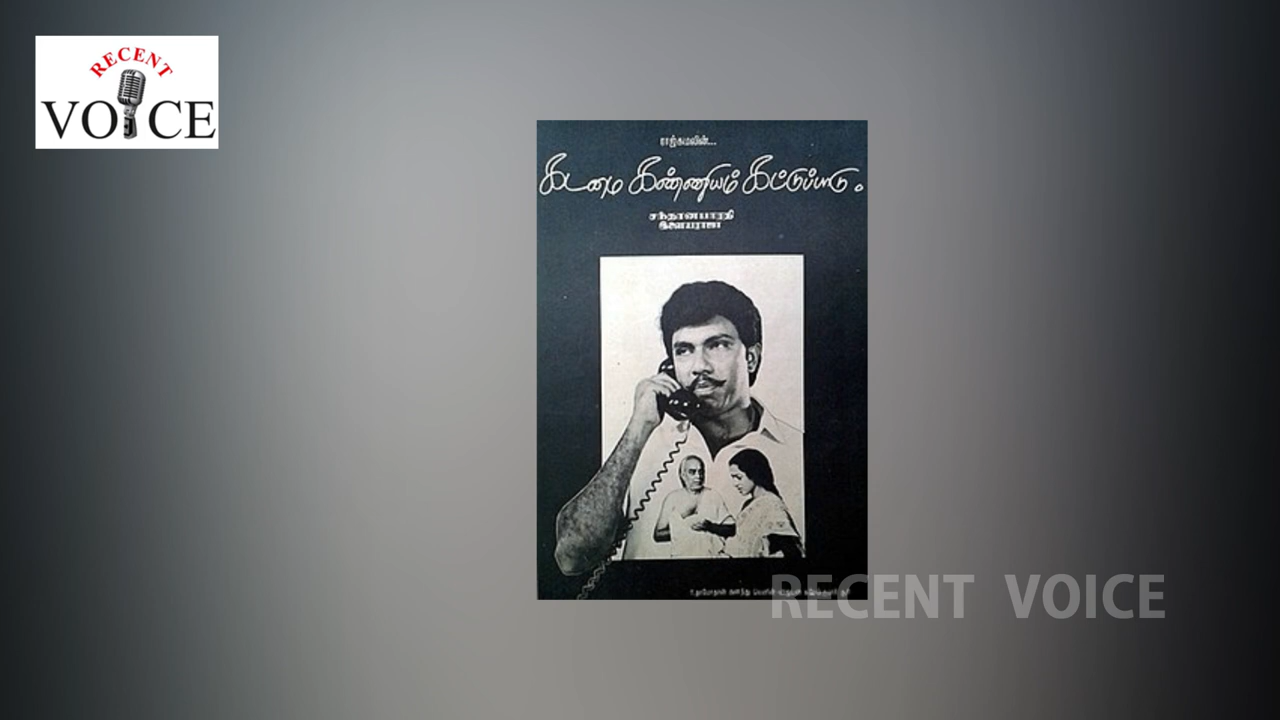 RECENT
VOICE
ராஜ்கமலின்...
கடமை கண்ணியம் கட்டுப்பாடு.
சந்தானபாரதி
இளையராஜா
RECENT VOICE